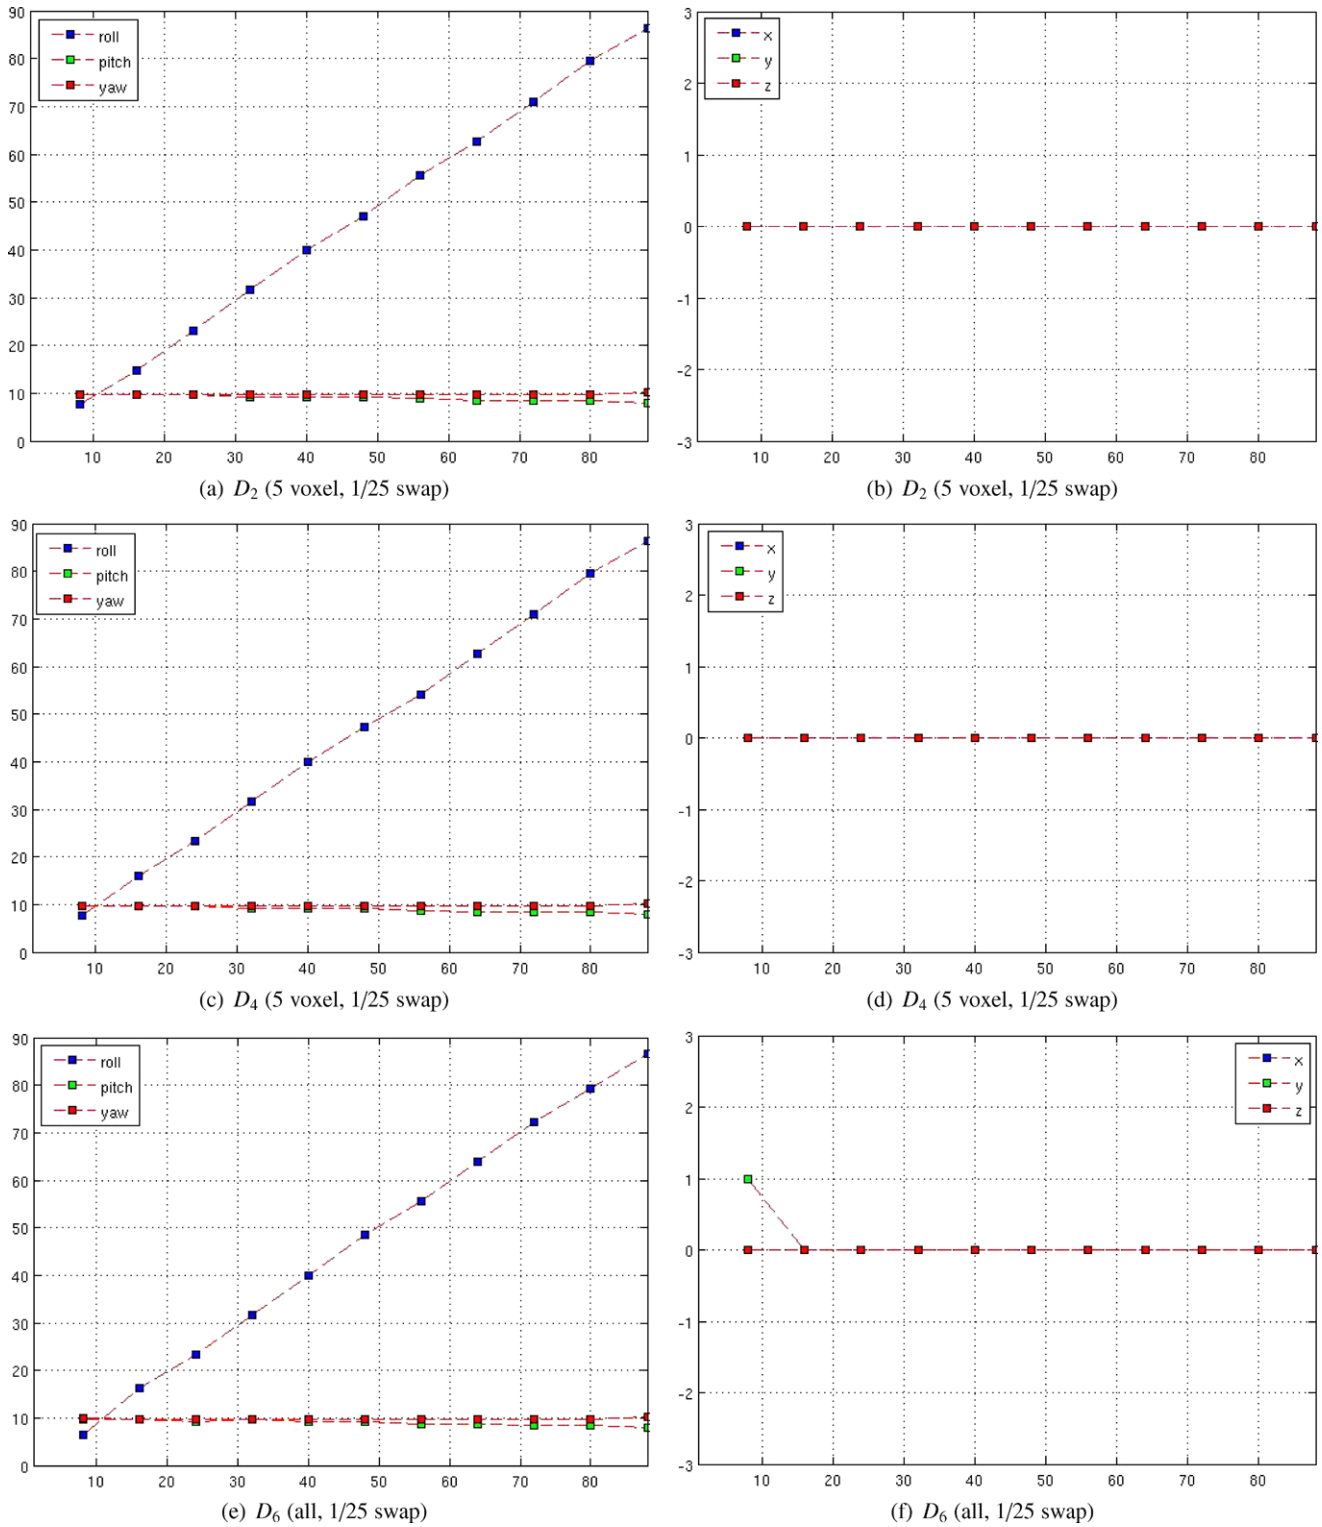 90
80
70
60
50
40
30
20
10
0
roll
pitch
yaw
10 20 30 40 50 60 70 80
(a) D2 (5 voxel, 1/25 swap)
3
2
1
0
-1
-2
-3
x
y
z
10 20 30 40 50 60 70 80
(b) D2 (5 voxel, 1/25 swap)
90
80
70
60
50
40
30
20
10
0
roll
pitch
yaw
10 20 30 40 50 60 70 80
(c) D4 (5 voxel, 1/25 swap)
3
2
1
0
-1
-2
-3
x
y
z
10 20 30 40 50 60 70 80
(d) D4 (5 voxel, 1/25 swap)
90
80
70
60
50
40
30
20
10
0
roll
pitch
yaw
10 20 30 40 50 60 70 80
(e) D6 (all, 1/25 swap)
3
2
1
0
-1
-2
-3
x
y
z
10 20 30 40 50 60 70 80
(f) D6 (all, 1/25 swap)